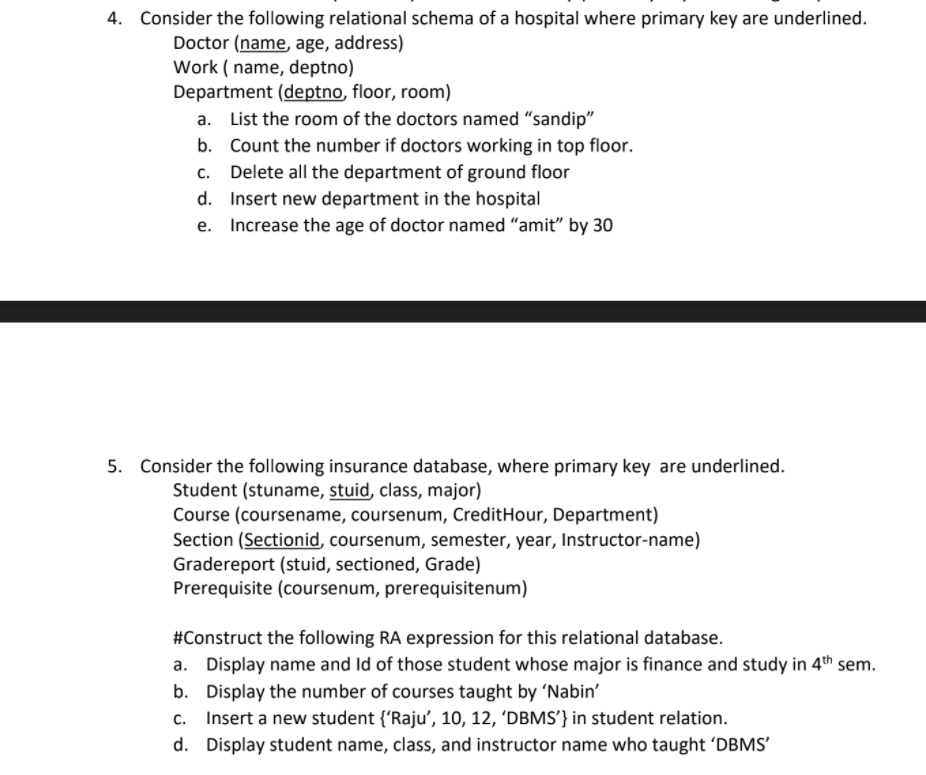 4. Consider the following relational schema of a hospital where primary key are underlined.
Doctor (name, age, address)
Work ( name, deptno)
Department (deptno, floor, room)
a. List the room of the doctors named “sandip”
b. Count the number if doctors working in top floor.
c. Delete all the department of ground floor
d. Insert new department in the hospital
e. Increase the age of doctor named “amit” by 30
5. Consider the following insurance database, where primary key are underlined.
Student (stuname, stuid, class, major)
Course (coursename, coursenum, CreditHour, Department)
Section (Sectionid, coursenum, semester, year, Instructor-name)
Gradereport (stuid, sectioned, Grade)
Prerequisite (coursenum, prerequisitenum)
#Construct the following RA expression for this relational database.
a. Display name and Id of those student whose major is finance and study in 4th sem.
b. Display the number of courses taught by ‘Nabin’
c. Insert a new student {‘Raju’, 10, 12, ‘DBMS’} in student relation.
d. Display student name, class, and instructor name who taught ‘DBMS’